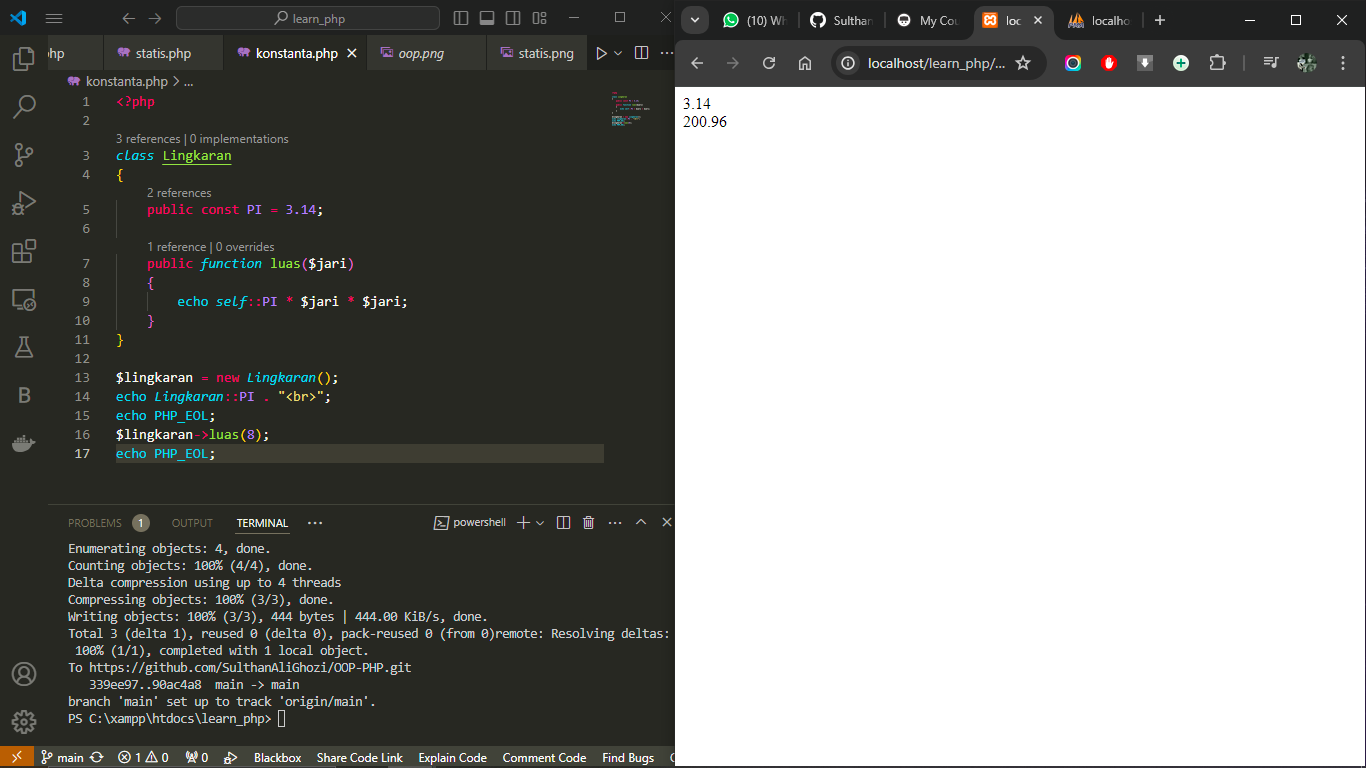 learn_php
hp
statis.php
konstanta.php
oop.png
statis.png
konstanta.php > ...
1 <?php
2
3 references | 0 implementations
3 class Lingkaran
4 {
2 references
5 public const PI = 3.14;
6
1 reference | 0 overrides
7 public function luas($jari)
8 {
9 echo self::PI * $jari * $jari;
10 }
11 }
12
13 $lingkaran = new Lingkaran();
14 echo Lingkaran::PI . "<br>";
15 echo PHP_EOL;
16 $lingkaran->luas(8);
17 echo PHP_EOL;
PROBLEMS 1 OUTPUT TERMINAL ... powershell
Enumerating objects: 4, done.
Counting objects: 100% (4/4), done.
Delta compression using up to 4 threads
Compressing objects: 100% (3/3), done.
Writing objects: 100% (3/3), 444 bytes | 444.00 KiB/s, done.
Total 3 (delta 1), reused 0 (delta 0), pack-reused 0 (from 0)remote: Resolving deltas:
100% (1/1), completed with 1 local object.
To https://github.com/SulthanAliGhozi/OOP-PHP.git
339ee97..90ac4a8 main -> main
branch 'main' set up to track 'origin/main'.
PS C:\xampp\htdocs\learn_php>
main 1 0 0 Blackbox Share Code Link Explain Code Comment Code Find Bugs
(10) Wh
Sulthan
My Cou
loc
localho
localhost/learn_php/...
3.14
200.96
B